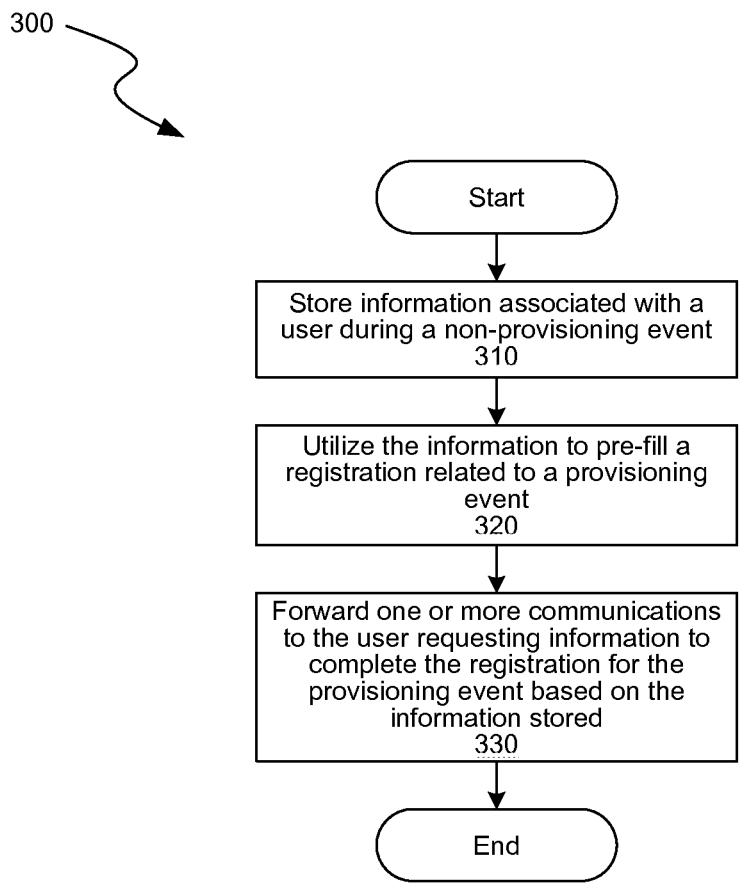 300
Start
Store information associated with a
user during a non-provisioning event
310
Utilize the information to pre-fill a
registration related to a provisioning
event
320
Forward one or more communications
to the user requesting information to
complete the registration for the
provisioning event based on the
information stored
330
End